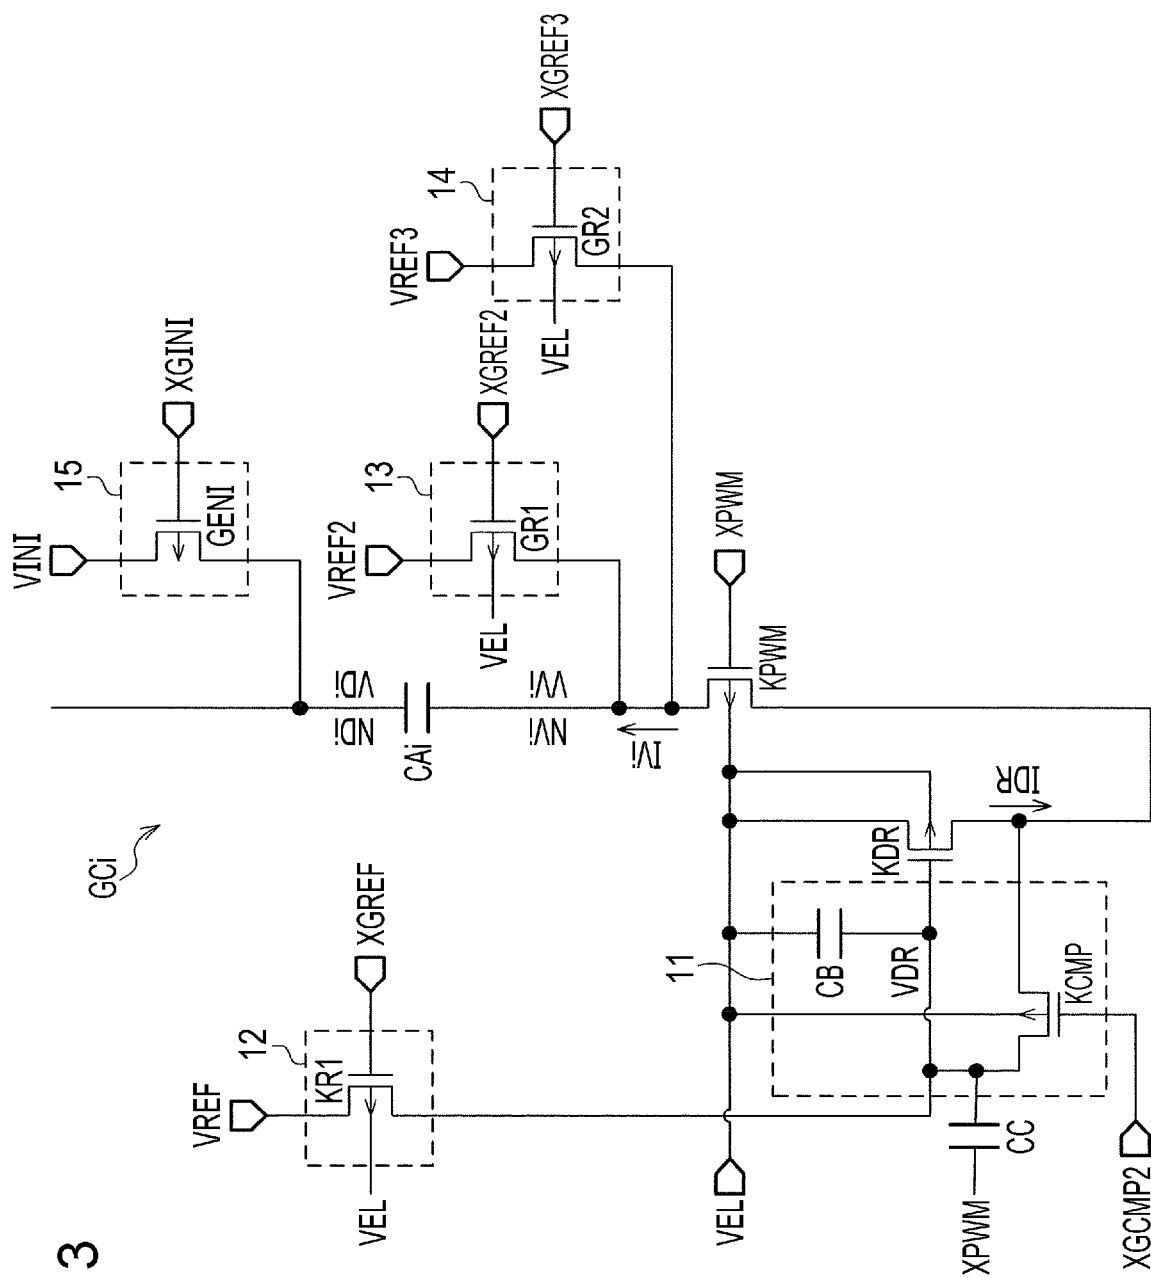 3
GCi
VREF
12
KR1
XGREF
VEL
VINI
15
GENI
XGINI
NDi
VDi
CAi
NVi
VVi
IVi
VREF2
13
GR1
XGREF2
VEL
VREF3
14
GR2
XGREF3
VEL
XPWM
KPWM
VEL
11
CB
VDR
KDR
IDR
KCMP
CC
XPWM
XGCMP2